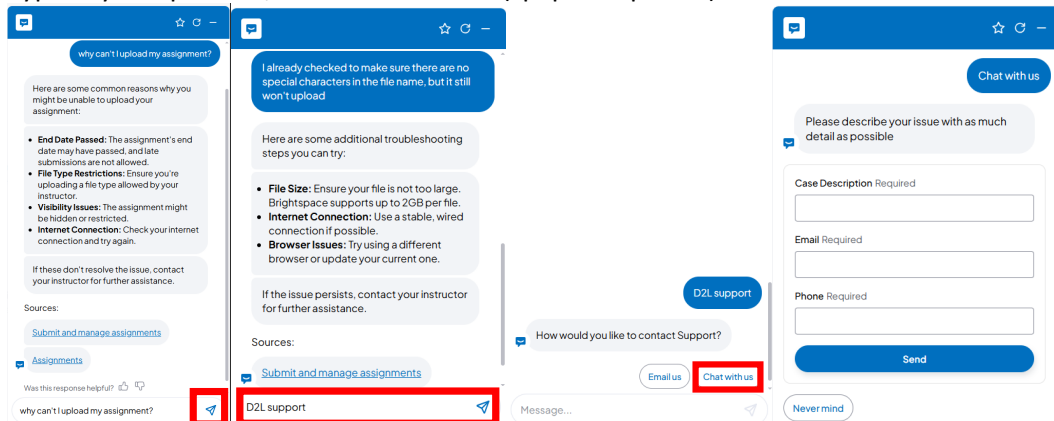 why can't I upload my assignment?
Here are some common reasons why you
might be unable to upload your
assignment:
• End Date Passed: The assignment's end
date may have passed, and late
submissions are not allowed.
• File Type Restrictions: Ensure you're
uploading a file type allowed by your
instructor.
• Visibility Issues: The assignment might
be hidden or restricted.
• Internet Connection: Check your internet
connection and try again.
If these don't resolve the issue, contact
your instructor for further assistance.
Sources:
Submit and manage assignments
Assignments
Was this response helpful?
why can't I upload my assignment?
I already checked to make sure there are no
special characters in the file name, but it still
won't upload
Here are some additional troubleshooting
steps you can try:
• File Size: Ensure your file is not too large.
Brightspace supports up to 2GB per file.
• Internet Connection: Use a stable, wired
connection if possible.
• Browser Issues: Try using a different
browser or update your current one.
If the issue persists, contact your instructor
for further assistance.
Sources:
Submit and manage assignments
D2L support
D2L support
How would you like to contact Support?
Email us
Chat with us
Message...
Chat with us
Please describe your issue with as much
detail as possible
Case Description Required
Email Required
Phone Required
Send
Never mind